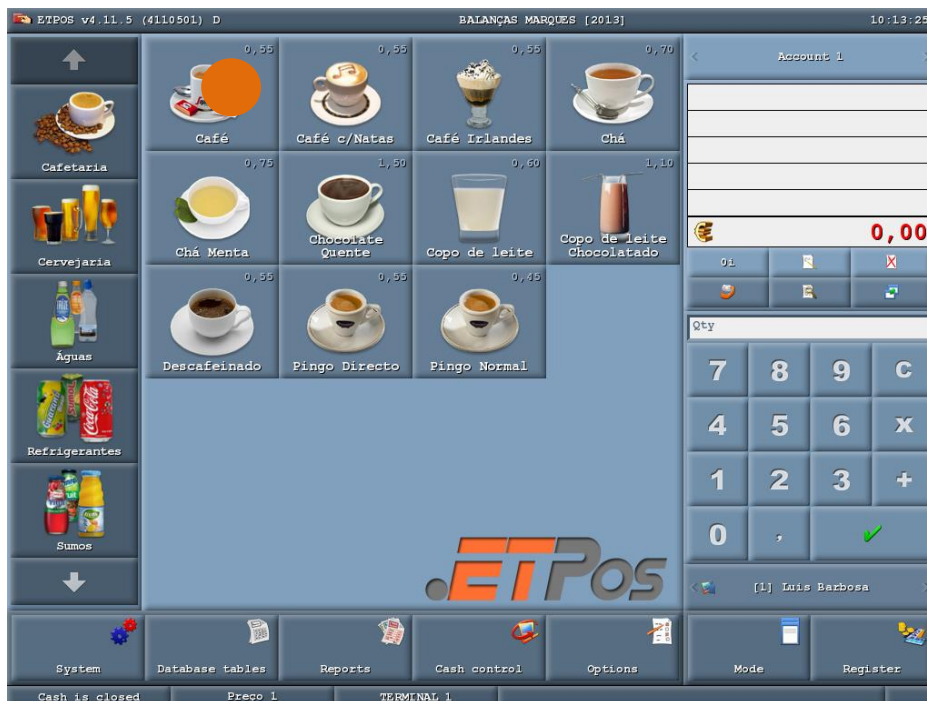 ETPOS v4.11.5 (4110501) D
BALANÇAS MARQUES [2013]
10:13:25
Cafetaria
Cervejaria
Águas
Refrigerantes
Sumos
0,55
Café
0,55
Café c/Natas
0,55
Café Irlandes
0,70
Chá
0,75
Chá Menta
1,50
Chocolate
Quente
0,60
Copo de leite
1,10
Copo de leite
Chocolatado
0,55
Descafeinado
0,55
Pingo Directo
0,45
Pingo Normal
.ETPos
Account 1
€ 0,00
Qty
7 8 9 C
4 5 6 X
1 2 3 +
0 ,
[1] Luis Barbosa
System
Database tables
Reports
Cash control
Options
Mode
Register
Cash is closed
Preço 1
TERMINAL 1